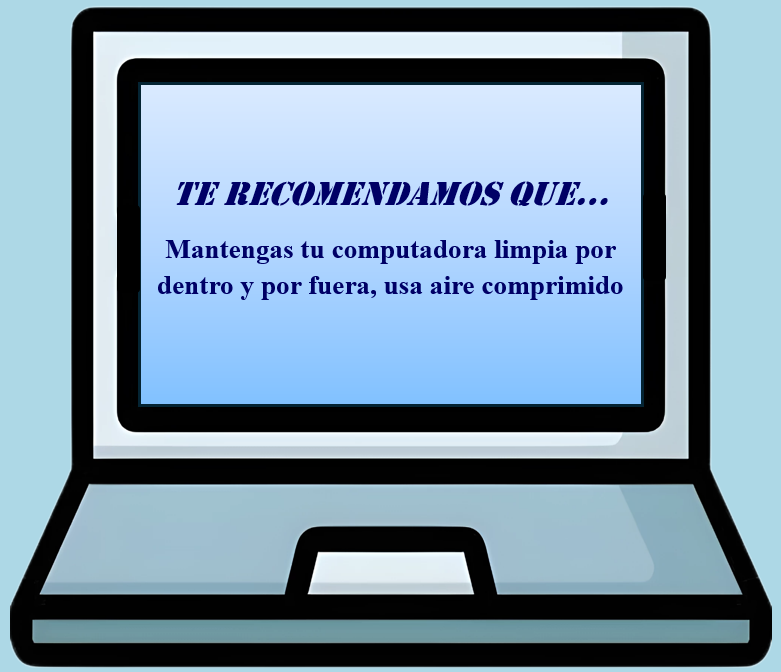 TE RECOMENDAMOS QUE...
Mantengas tu computadora limpia por
dentro y por fuera, usa aire comprimido